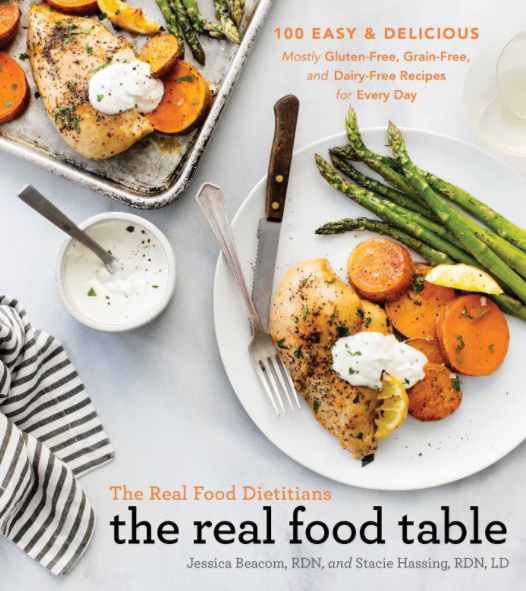 100 EASY & DELICIOUS
Mostly Gluten-Free, Grain-Free,
and Dairy-Free Recipes
for Every Day
The Real Food Dietitians
the real food table
Jessica Beacom, RDN, and Stacie Hassing, RDN, LD